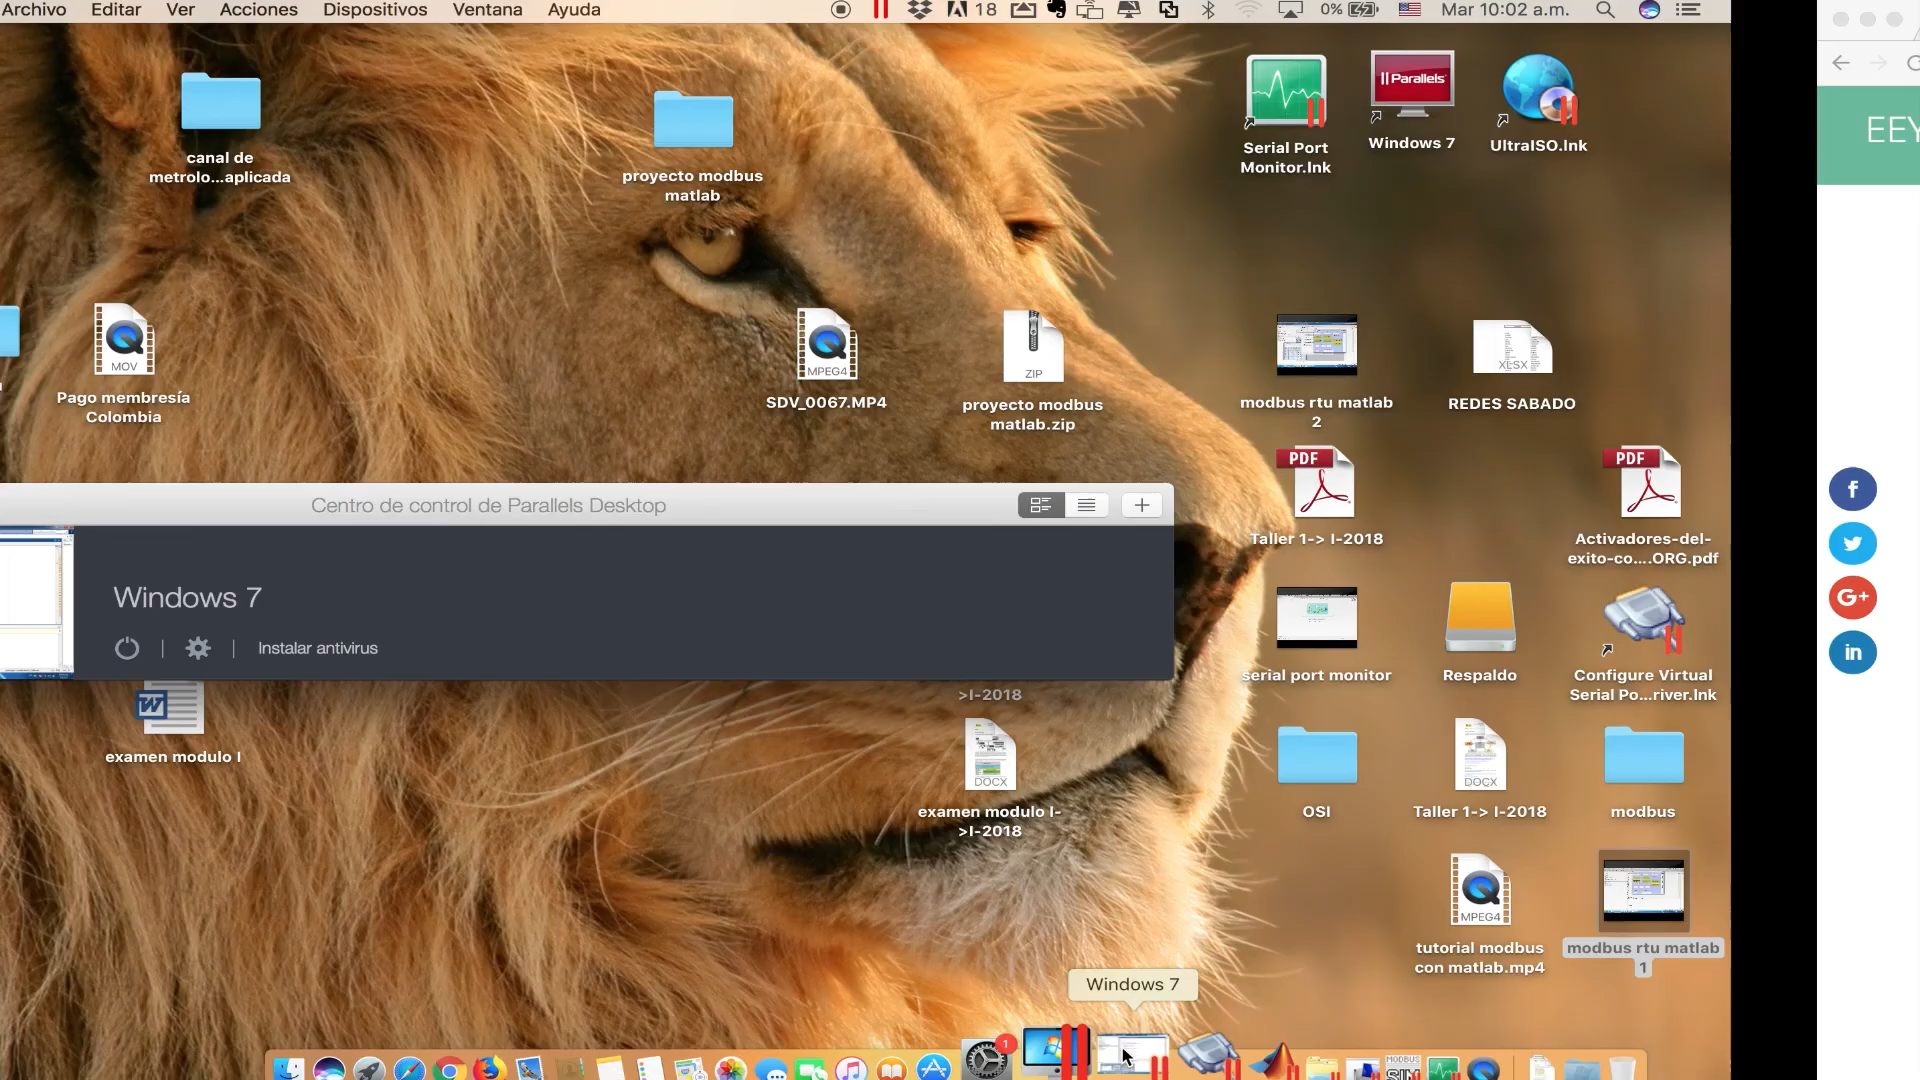 Archivo Editar Ver Acciones Dispositivos Ventana Ayuda
18 0% Mar 10:02 a.m.
canal de
metrolo...aplicada
proyecto modbus
matlab
Serial Port
Monitor.lnk
Parallels
Windows 7
UltraISO.lnk
EEY
MOV
Pago membresía
Colombia
MPEG4
SDV_0067.MP4
ZIP
proyecto modbus
matlab.zip
modbus rtu matlab
2
XLSX
REDES SABADO
PDF
Taller 1-> I-2018
PDF
Activadores-del-
exito-co....ORG.pdf
Centro de control de Parallels Desktop
Windows 7
Instalar antivirus
serial port monitor
Respaldo
Configure Virtual
Serial Po...river.lnk
f
G+
in
W
examen modulo I
>I-2018
DOCX
examen modulo I-
>I-2018
OSI
DOCX
Taller 1-> I-2018
modbus
MPEG4
tutorial modbus
con matlab.mp4
modbus rtu matlab
1
Windows 7
1
MODBUS
SIM